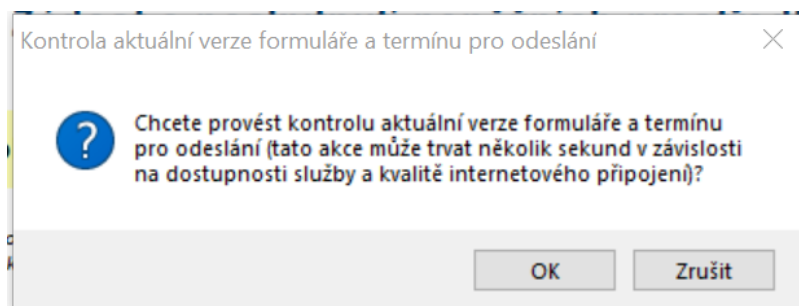 Kontrola aktuální verze formuláře a termínu pro odeslání
Chcete provést kontrolu aktuální verze formuláře a termínu
pro odeslání (tato akce může trvat několik sekund v závislosti
na dostupnosti služby a kvalitě internetového připojení)?
OK
Zrušit